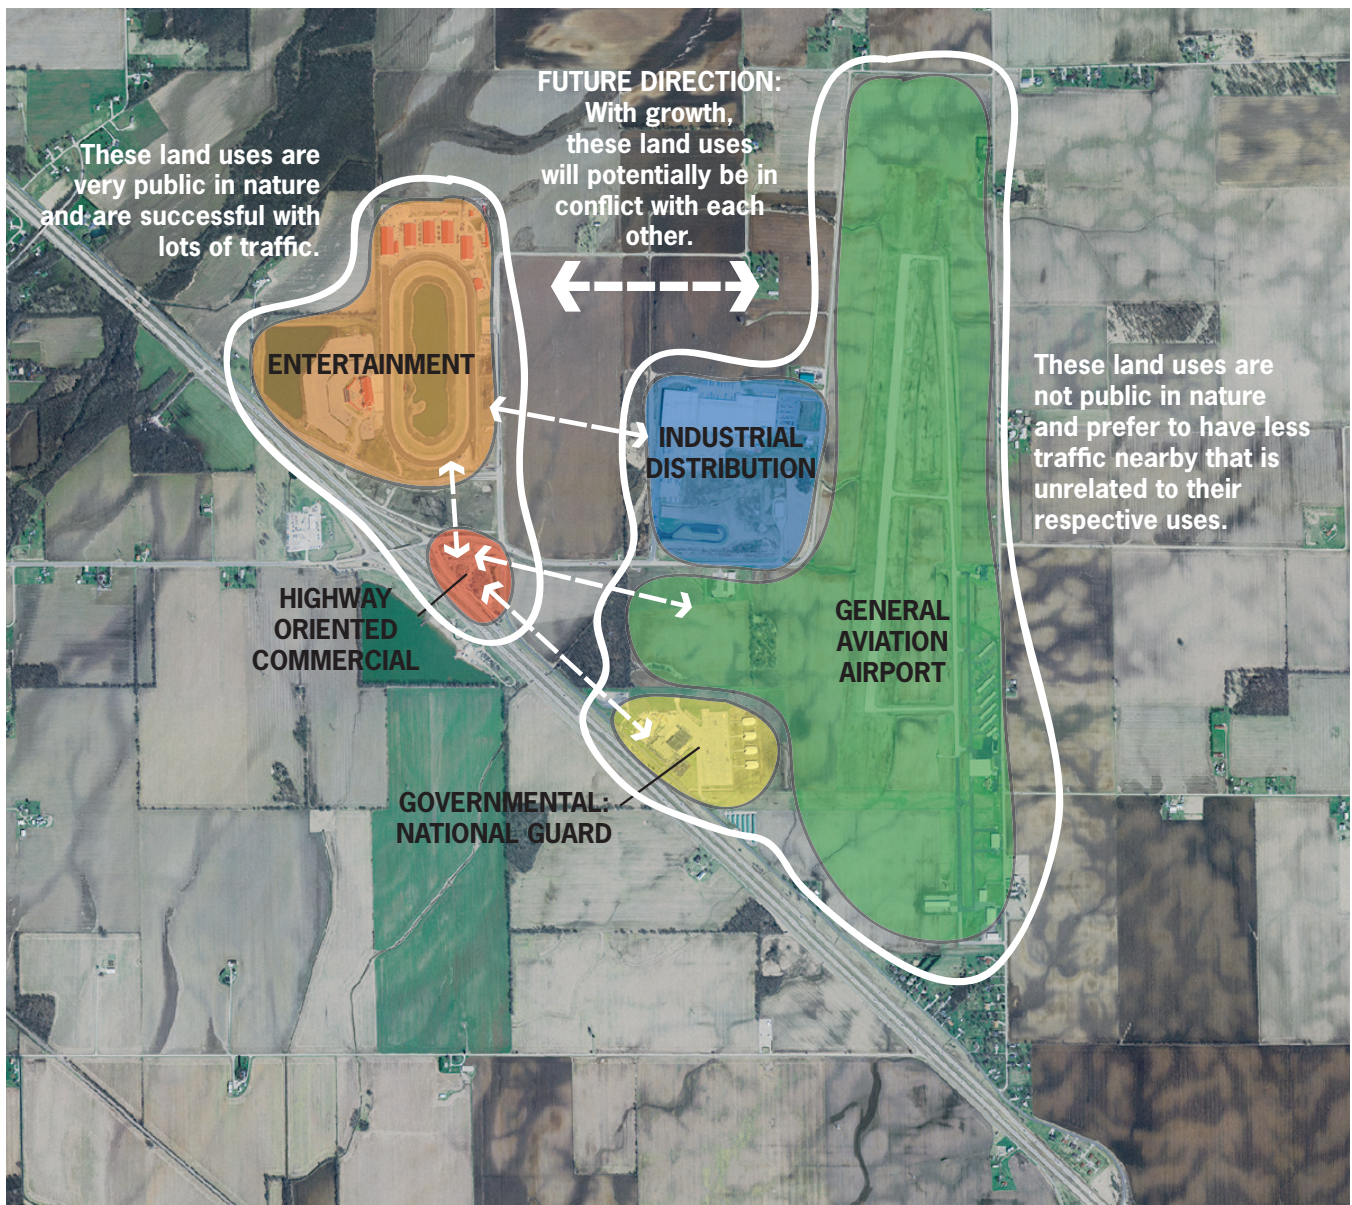 FUTURE DIRECTION:
With growth,
these land uses
will potentially be in
conflict with each
other.
These land uses are
very public in nature
and are successful with
lots of traffic.
ENTERTAINMENT
These land uses are
not public in nature
and prefer to have less
traffic nearby that is
unrelated to their
respective uses.
INDUSTRIAL
DISTRIBUTION
HIGHWAY
ORIENTED
COMMERCIAL
GENERAL
AVIATION
AIRPORT
GOVERNMENTAL:
NATIONAL GUARD